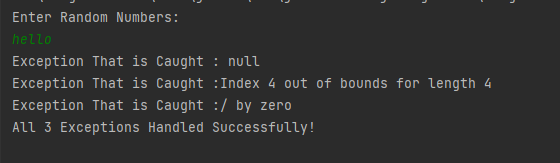 Enter Random Numbers:
hello
Exception That is Caught : null
Exception That is Caught :Index 4 out of bounds for length 4
Exception That is Caught :/ by zero
All 3 Exceptions Handled Successfully!